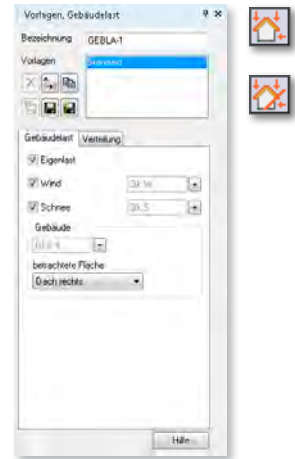 Vorlagen, Gebäudelast
Bezeichnung GEBLA-1
Vorlagen Standard
Gebäudelast Verteilung
Eigenlast
Wind
Schnee
Gebäude
betrachtete Fläche
Dach rechts
Hilfe